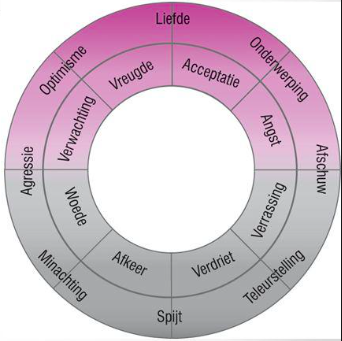 Liefde
Onderwerping
Afschuw
Teleurstelling
Spijt
Minachting
Agressie
Optimisme
Vreugde
Acceptatie
Angst
Verrassing
Verdriet
Afkeer
Woede
Verwachting